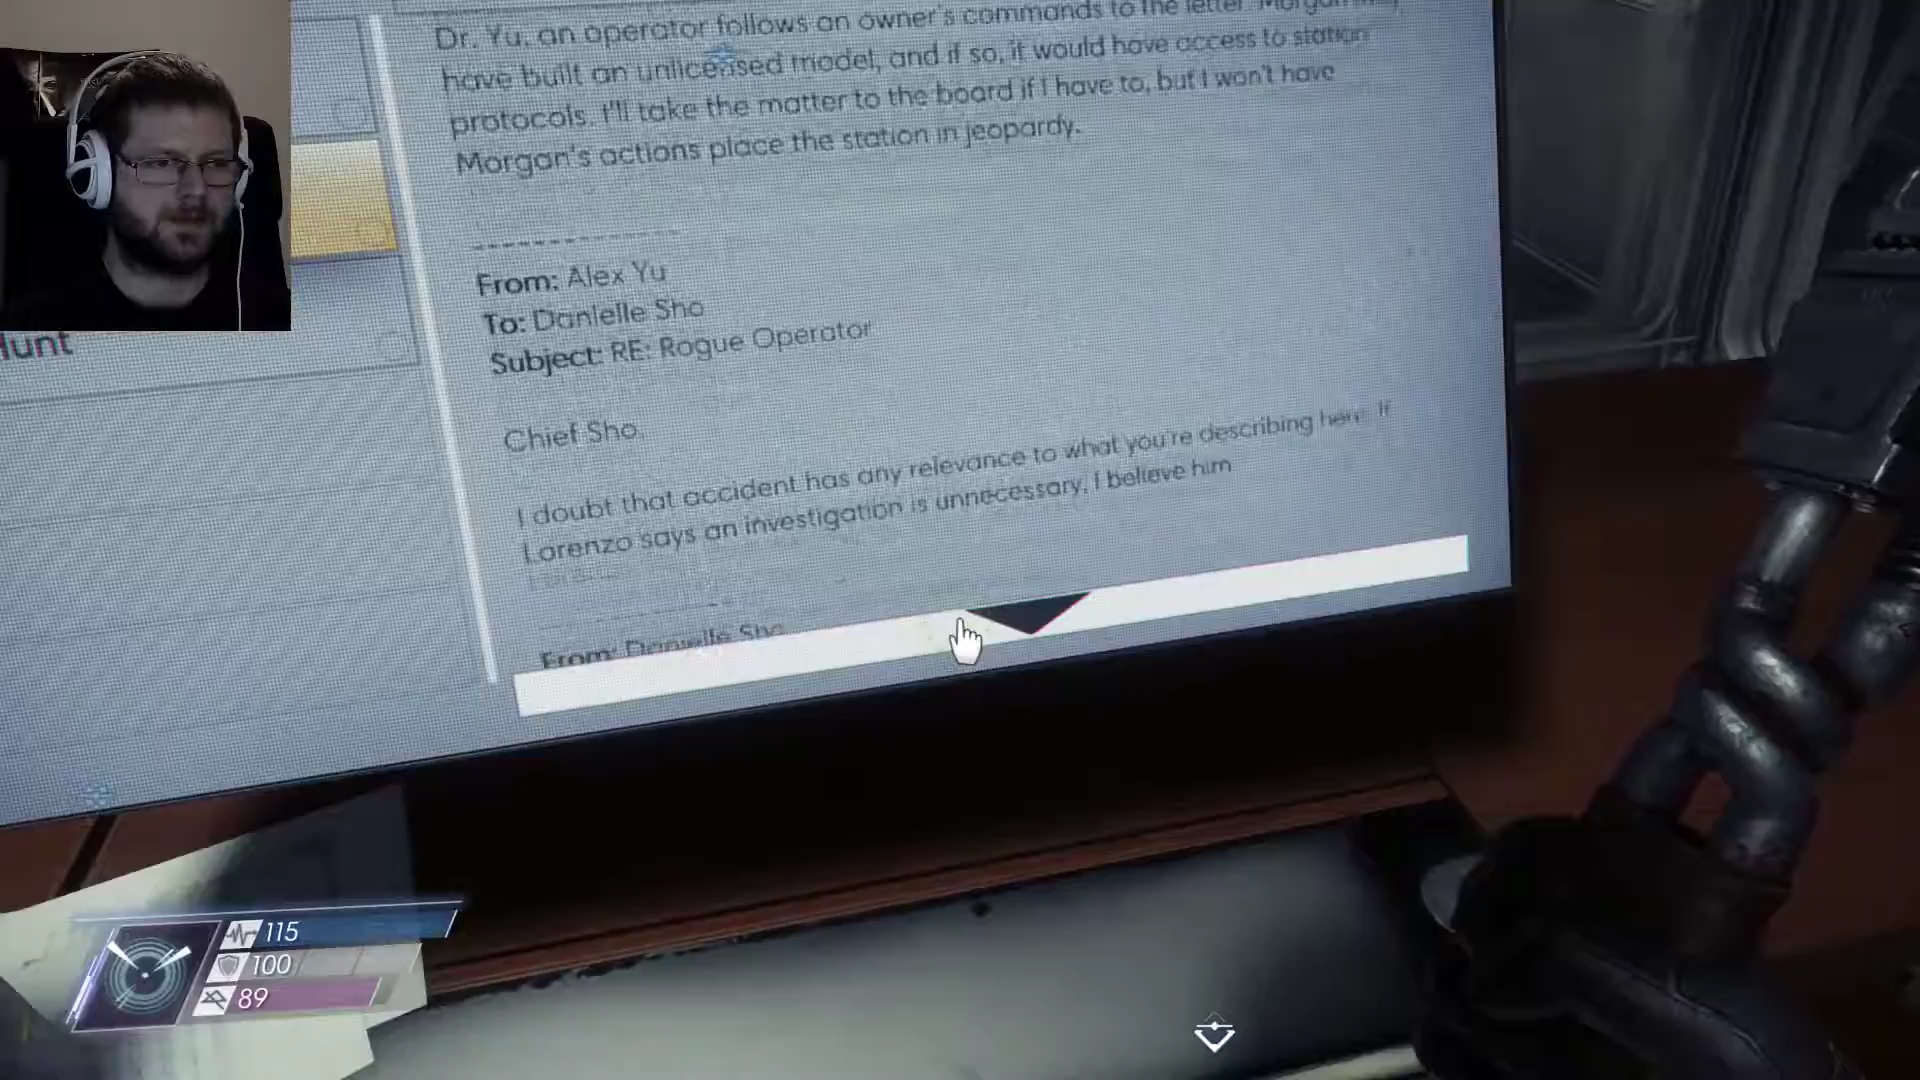 Dr. Yu, an operator follows an owner's commands to the letter.
have built an unlicensed model, and if so, it would have access to station
protocols. I'll take the matter to the board if I have to, but I won't have
Morgan's actions place the station in jeopardy.
--------------
From: Alex Yu
To: Danielle Sho
Subject: RE: Rogue Operator
Hunt
Chief Sho,
I doubt that accident has any relevance to what you're describing here. If
Lorenzo says an investigation is unnecessary, I believe him
From: Danielle Sho
115
100
89